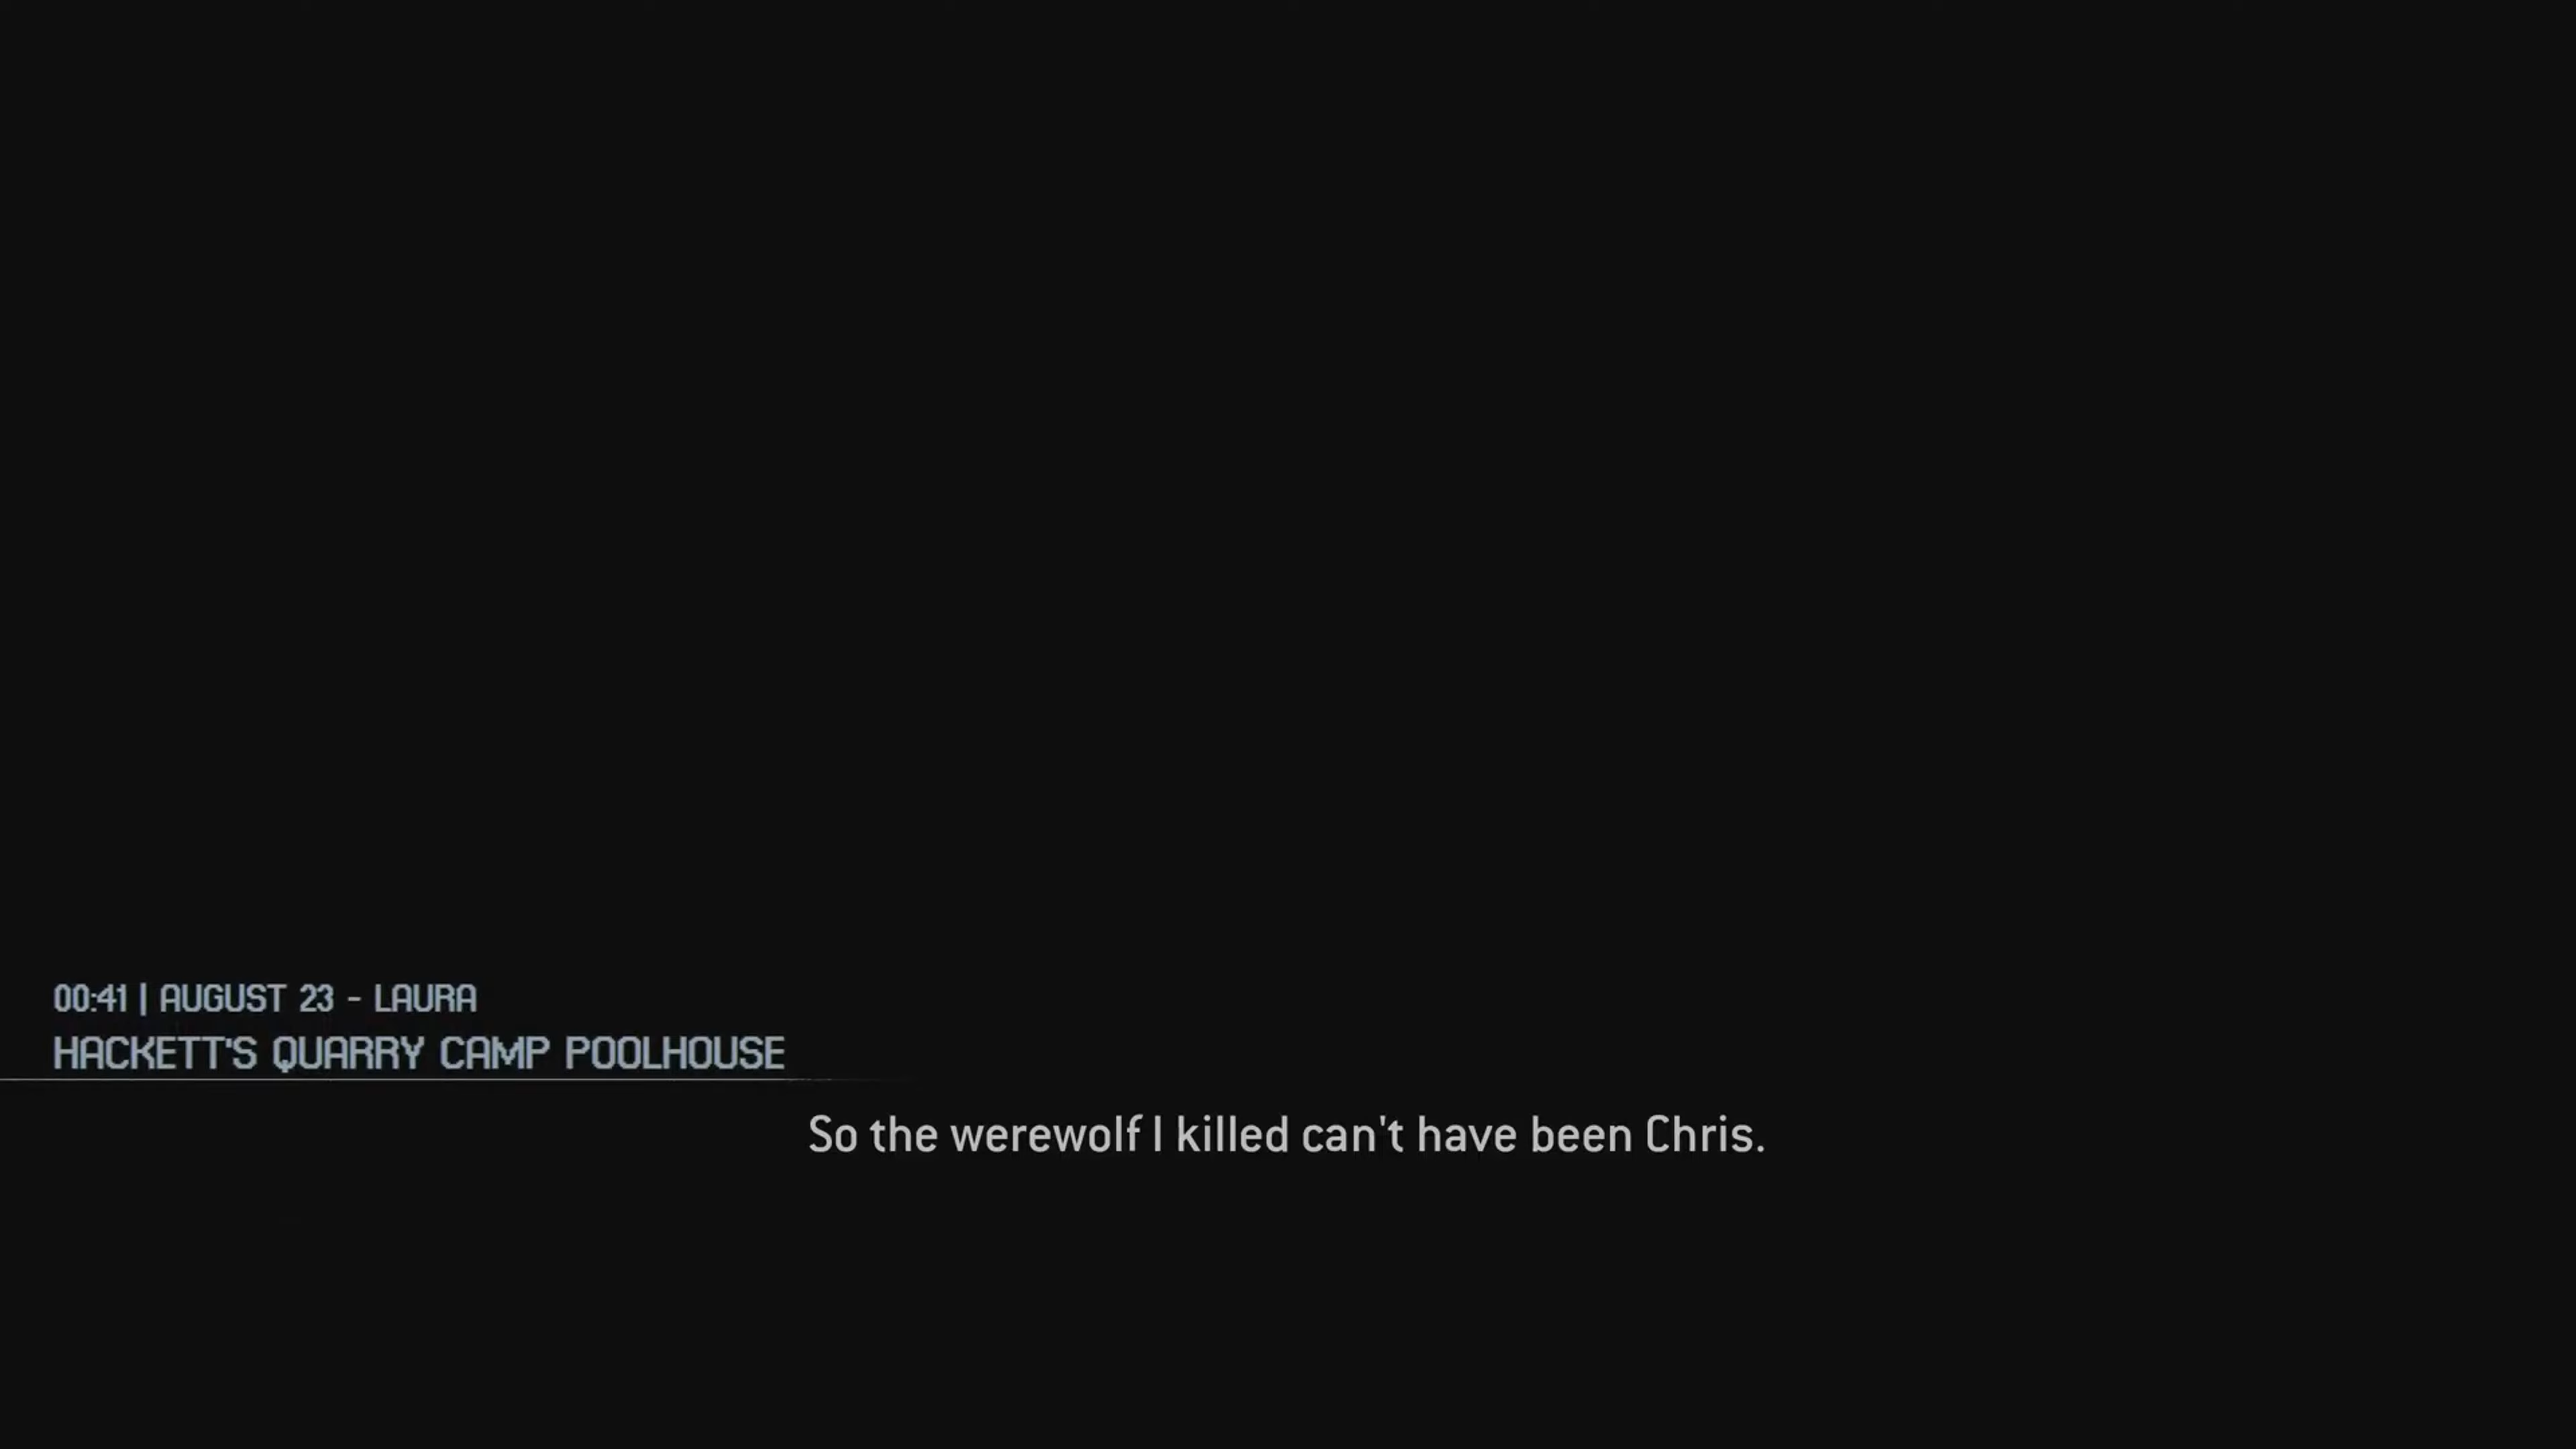 00:41 | AUGUST 23 - LAURA
HACKETT'S QUARRY CAMP POOLHOUSE
So the werewolf I killed can't have been Chris.